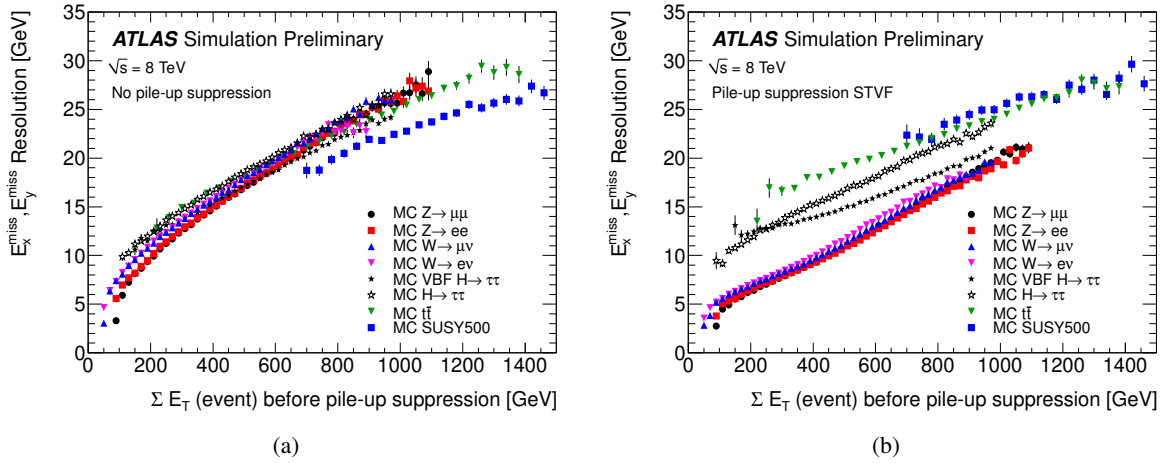 ATLAS Simulation Preliminary
√s = 8 TeV
No pile-up suppression
MC Z→ μμ
MC Z→ ee
MC W→ μν
MC W→ eν
MC VBF H→ ττ
MC H→ ττ
MC tt̄
MC SUSY500
E_x^miss, E_y^miss Resolution [GeV]
0 5 10 15 20 25 30 35
0 200 400 600 800 1000 1200 1400
Σ E_T (event) before pile-up suppression [GeV]
(a)
ATLAS Simulation Preliminary
√s = 8 TeV
Pile-up suppression STVF
MC Z→ μμ
MC Z→ ee
MC W→ μν
MC W→ eν
MC VBF H→ ττ
MC H→ ττ
MC tt̄
MC SUSY500
E_x^miss, E_y^miss Resolution [GeV]
0 5 10 15 20 25 30 35
0 200 400 600 800 1000 1200 1400
Σ E_T (event) before pile-up suppression [GeV]
(b)